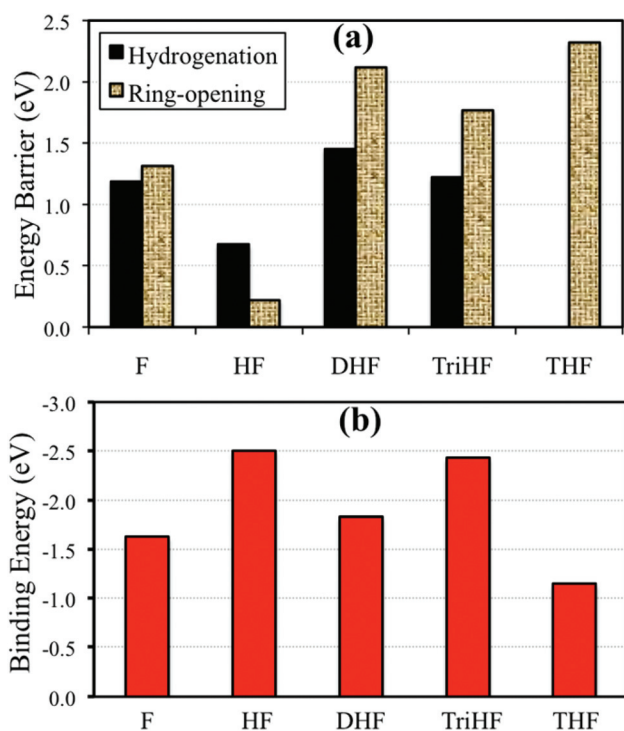 (a)
Hydrogenation
Ring-opening
Energy Barrier (eV)
2.5
2.0
1.5
1.0
0.5
0.0
F HF DHF TriHF THF
(b)
Binding Energy (eV)
-3.0
-2.5
-2.0
-1.5
-1.0
-0.5
0.0
F HF DHF TriHF THF